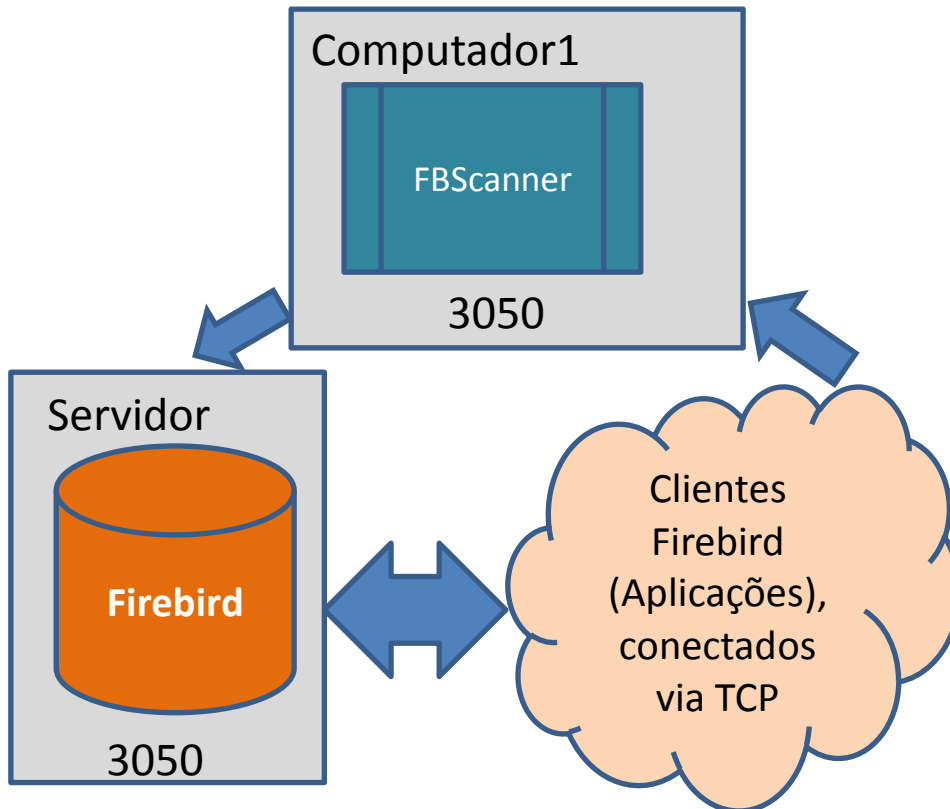 Computador1
FBScanner
3050
Servidor
Firebird
3050
Clientes
Firebird
(Aplicações),
conectados
via TCP